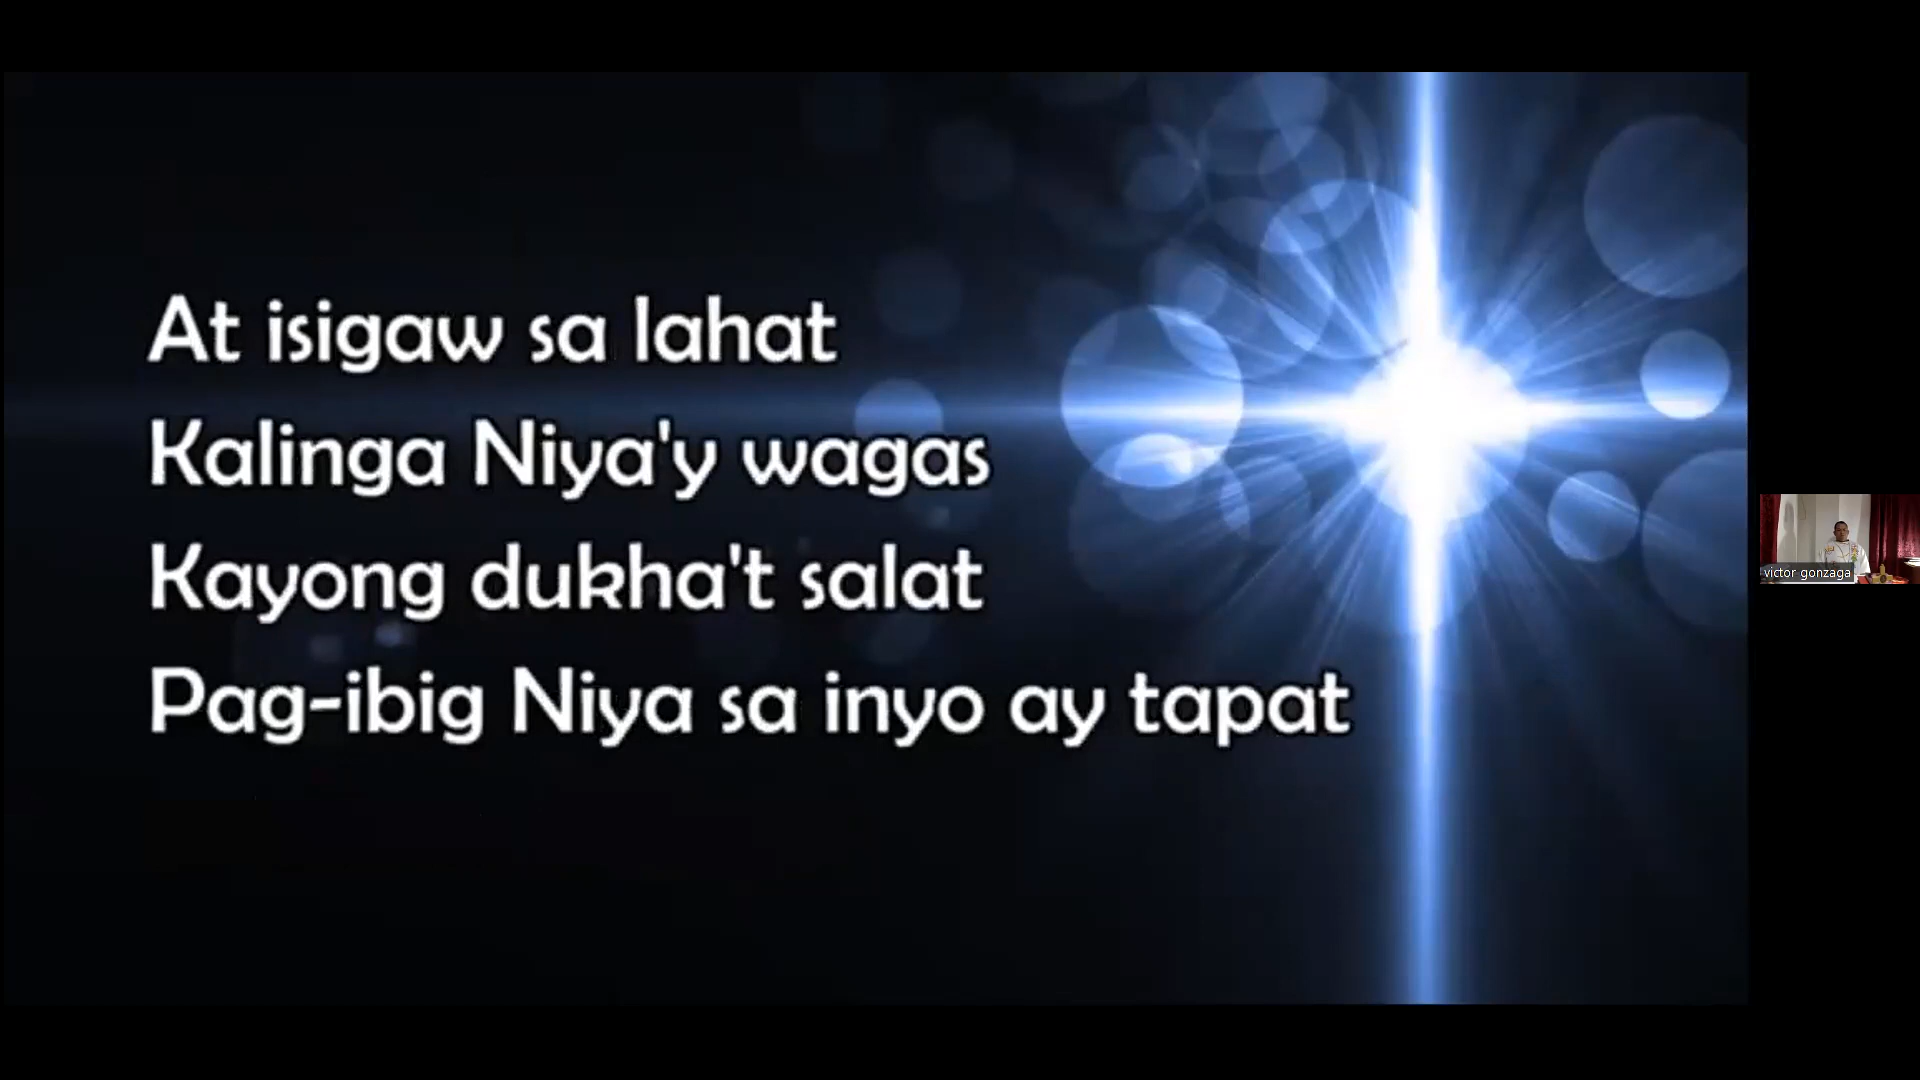 At isigaw sa lahat
Kalinga Niya'y wagas
Kayong dukha't salat
Pag-ibig Niya sa inyo ay tapat
victor gonzaga